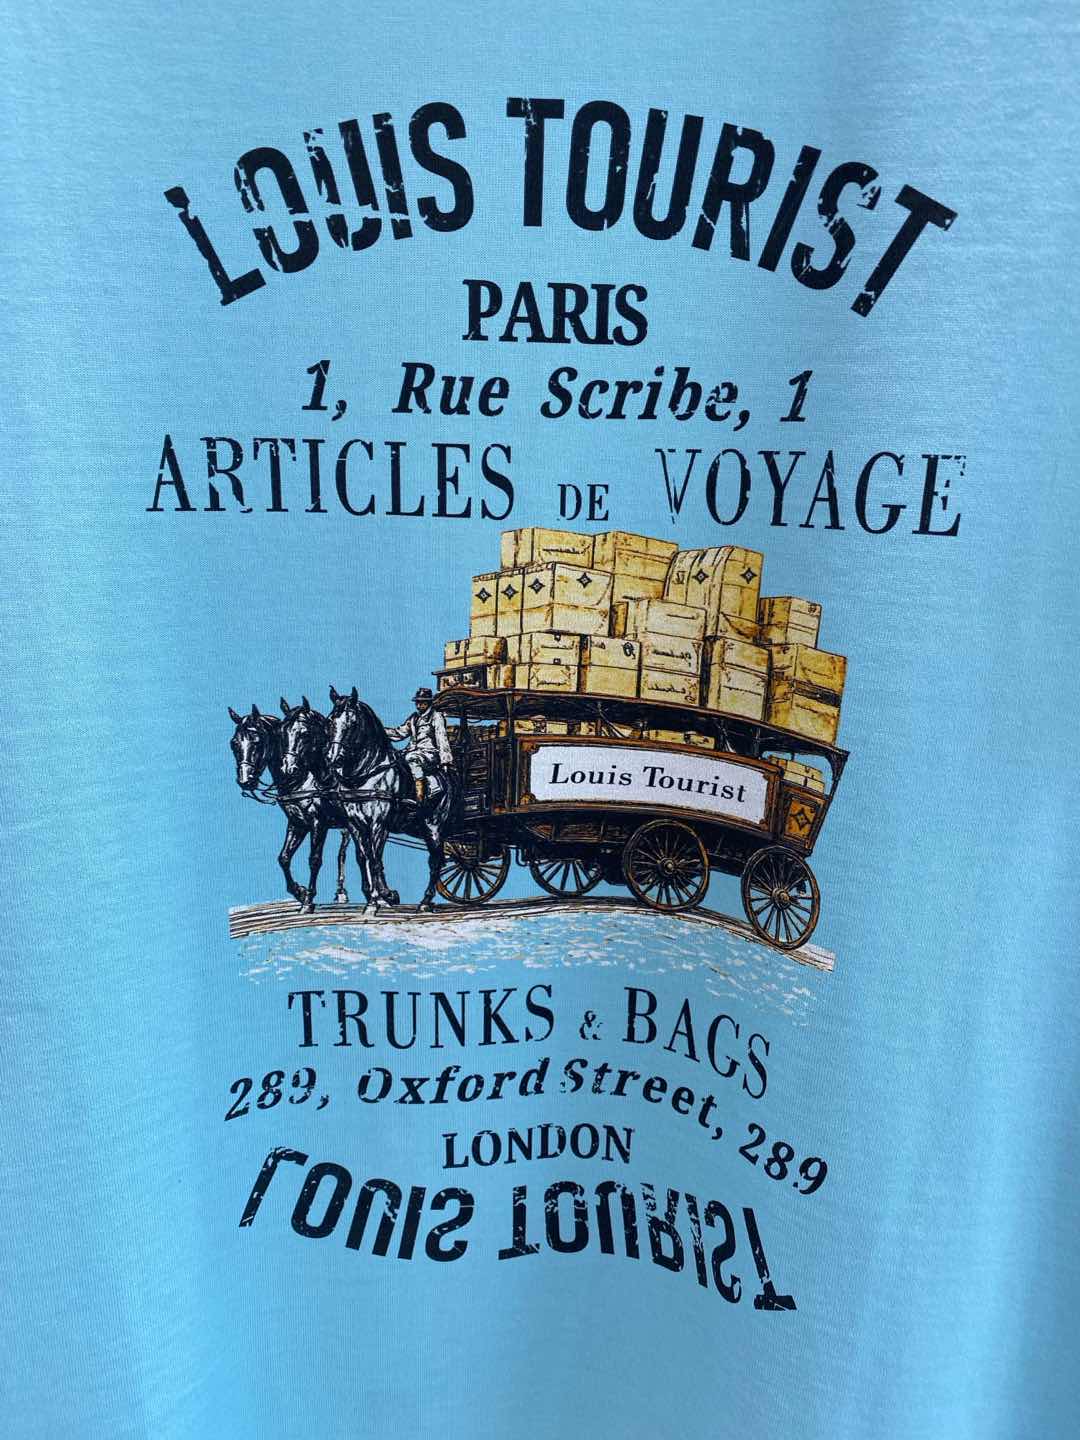 LOUIS TOURIST
PARIS
1, Rue Scribe, 1
ARTICLES DE VOYAGE
Louis Tourist
TRUNKS & BAGS
289, Oxford Street, 289
LONDON
LOUIS TOURIST